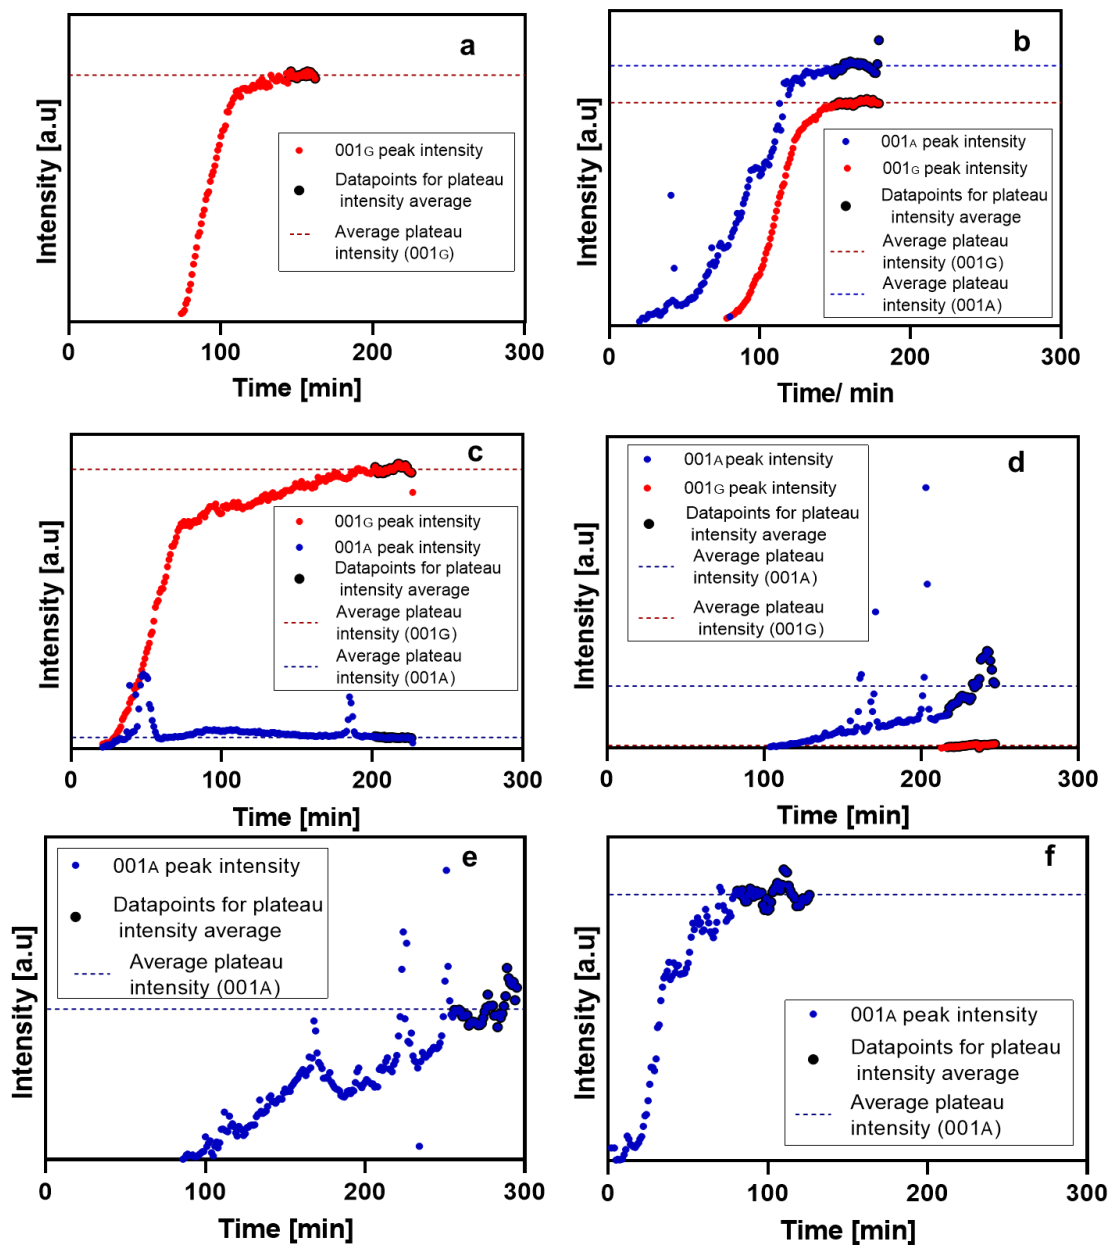 a
Intensity [a.u]
001G peak intensity
Datapoints for plateau
intensity average
Average plateau
intensity (001G)
0
100
200
300
Time [min]
b
Intensity [a.u]
001A peak intensity
001G peak intensity
Datapoints for plateau
intensity average
Average plateau
intensity (001G)
Average plateau
intensity (001A)
0
100
200
300
Time/ min
c
Intensity [a.u]
001G peak intensity
001A peak intensity
Datapoints for plateau
intensity average
Average plateau
intensity (001G)
Average plateau
intensity (001A)
0
100
200
300
Time [min]
d
Intensity [a.u]
001A peak intensity
001G peak intensity
Datapoints for plateau
intensity average
Average plateau
intensity (001A)
Average plateau
intensity (001G)
0
100
200
300
Time [min]
e
Intensity [a.u]
001A peak intensity
Datapoints for plateau
intensity average
Average plateau
intensity (001A)
0
100
200
300
Time [min]
f
Intensity [a.u]
001A peak intensity
Datapoints for plateau
intensity average
Average plateau
intensity (001A)
0
100
200
300
Time [min]